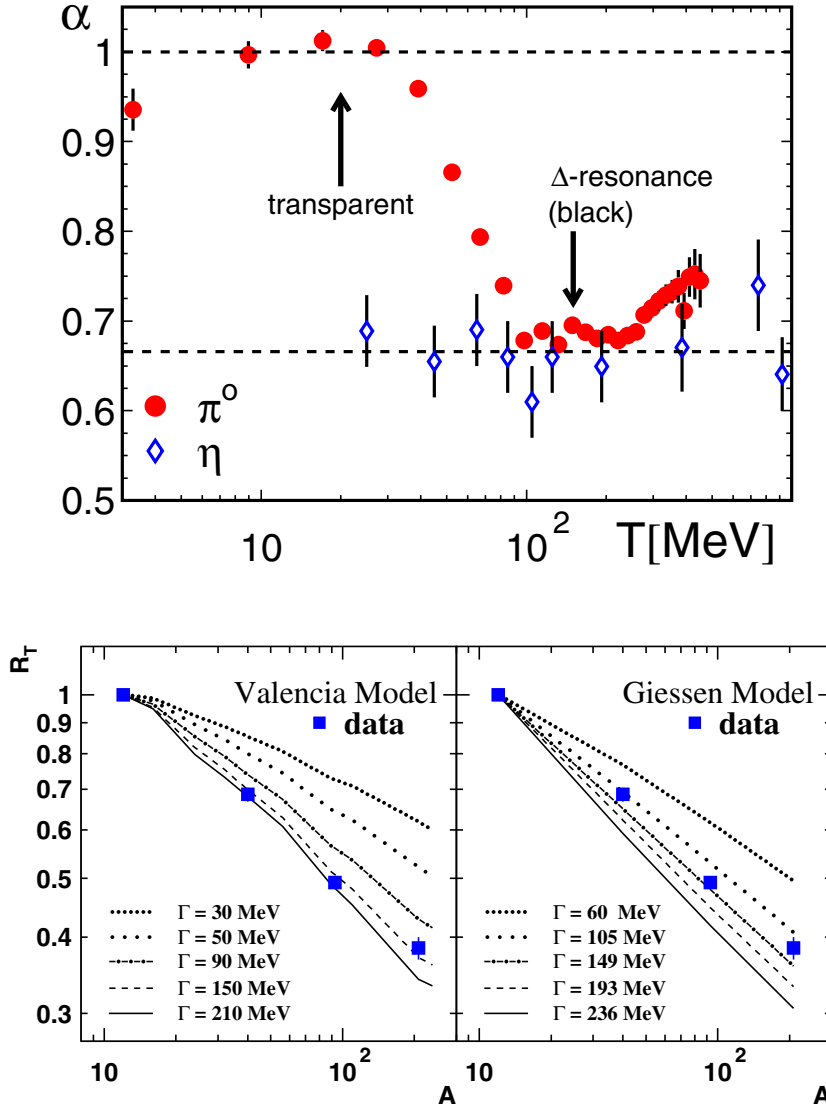 α
1
0.9
0.8
0.7
0.6
0.5
transparent
Δ-resonance
(black)
π⁰
η
10
10²
T[MeV]
R_T
1
0.9
0.8
0.7
0.6
0.5
0.4
0.3
Valencia Model
data
Γ = 30 MeV
Γ = 50 MeV
Γ = 90 MeV
Γ = 150 MeV
Γ = 210 MeV
10
10²
A
Giessen Model
data
Γ = 60 MeV
Γ = 105 MeV
Γ = 149 MeV
Γ = 193 MeV
Γ = 236 MeV
10
10²
A